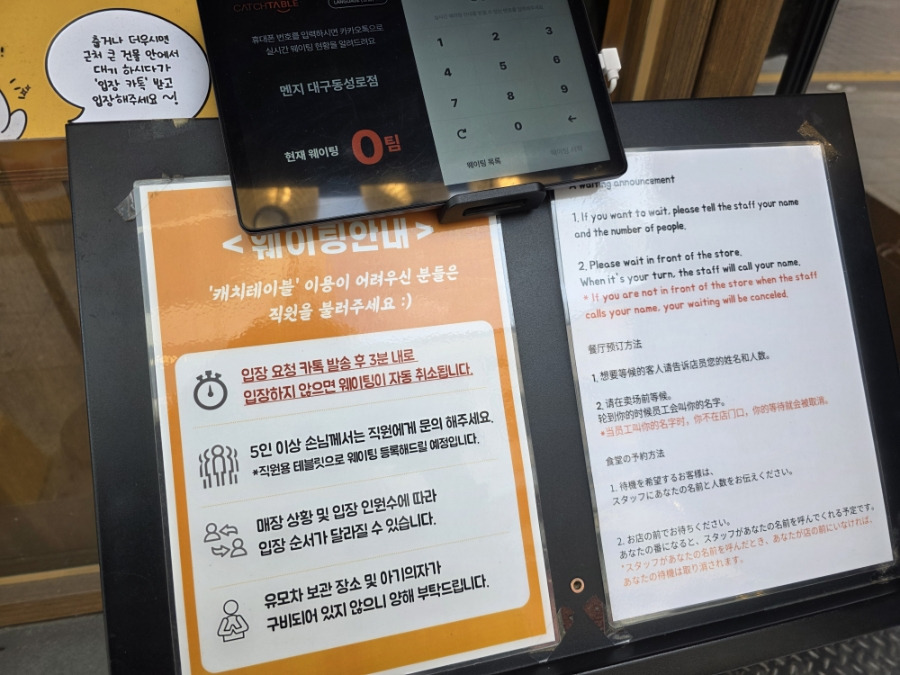 춥거나 더우시면
근처 큰 건물 안에서
대기 하시다가
'입장 카톡' 받고
입장해주세요~!
CATCHTABLE
LANGUAGE
휴대폰 번호를 입력하시면 카카오톡으로
실시간 웨이팅 현황을 알려드려요
멘지 대구동성로점
현재 웨이팅 0팀
1 2 3
4 5 6
7 8 9
0 ←
웨이팅 목록
<웨이팅안내>
'캐치테이블' 이용이 어려우신 분들은
직원을 불러주세요 :)
입장 요청 카톡 발송 후 3분 내로
입장하지 않으면 웨이팅이 자동 취소됩니다.
5인 이상 손님께서는 직원에게 문의 해주세요.
*직원용 테블릿으로 웨이팅 등록해드릴 예정입니다.
매장 상황 및 입장 인원수에 따라
입장 순서가 달라질 수 있습니다.
유모차 보관 장소 및 아기의자가
구비되어 있지 않으니 양해 부탁드립니다.
A waiting announcement
1. If you want to wait, please tell the staff your name
and the number of people.
2. Please wait in front of the store.
When it's your turn, the staff will call your name.
* If you are not in front of the store when the staff
calls your name, your waiting will be canceled.
餐厅预订方法
1. 想要等候的客人请告诉店员您的姓名和人数。
2. 请在卖场前等候。
轮到你的时候员工会叫你的名字。
*当员工叫你的名字时，你不在店门口，你的等待就会被取消。
食堂の予約方法
1. 待機を希望するお客様は、
スタッフにあなたの名前と人数をお伝えください。
2. お店の前でお待ちください。
あなたの番になると、スタッフがあなたの名前を呼んでくれる予定です。
*スタッフがあなたの名前を呼んだとき、あなたが店の前にいなければ、
あなたの待機は取り消されます。